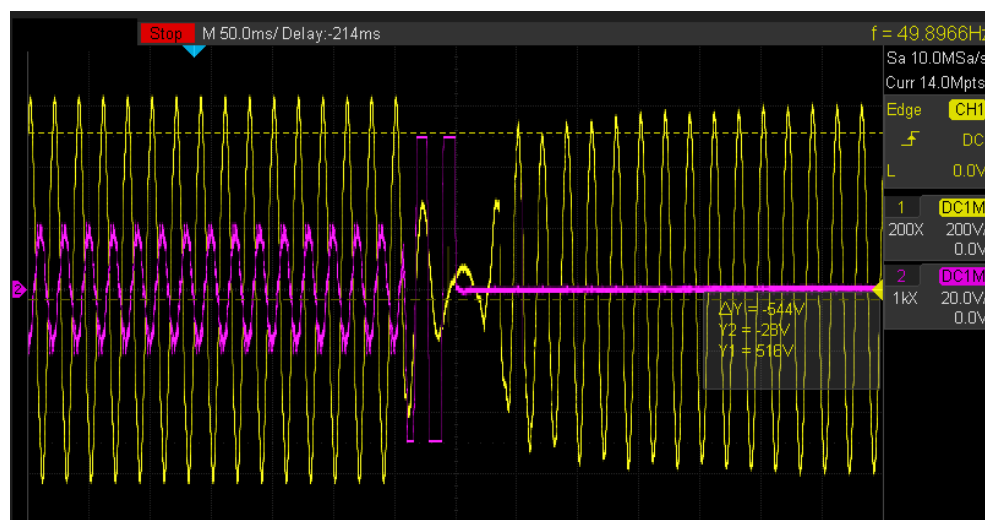 Stop M 50.0ms/ Delay:-214ms f = 49.8966Hz
Sa 10.0MSa/s
Curr 14.0Mpts
Edge CH1
DC
L 0.0V
1 DC1M
200X 200V/
0.0V
2 DC1M
1kX 20.0V/
0.0V
2
ΔY = -544V
Y2 = -28V
Y1 = 516V